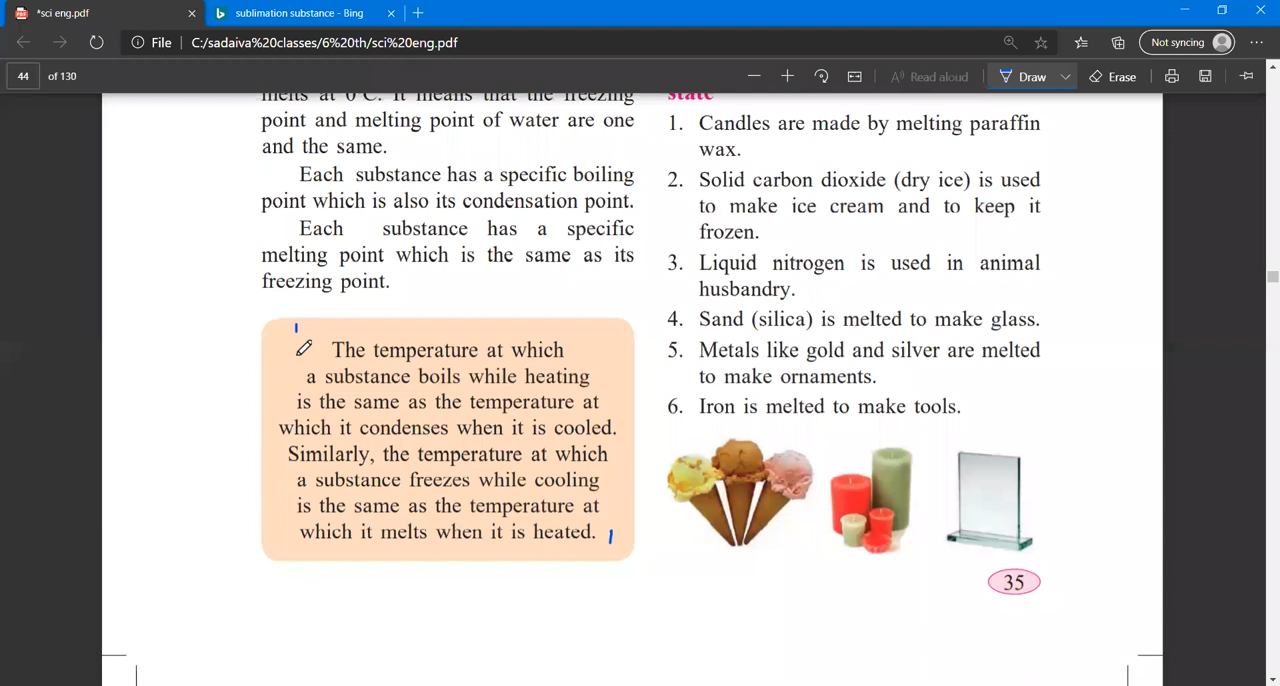 *sci eng.pdf
sublimation substance - Bing
File
C:/sadaiva%20classes/6%20th/sci%20eng.pdf
Not syncing
44 of 130
Read aloud
Draw
Erase
melts at 0°C. It means that the freezing
point and melting point of water are one
and the same.
Each substance has a specific boiling
point which is also its condensation point.
Each substance has a specific
melting point which is the same as its
freezing point.
The temperature at which
a substance boils while heating
is the same as the temperature at
which it condenses when it is cooled.
Similarly, the temperature at which
a substance freezes while cooling
is the same as the temperature at
which it melts when it is heated.
state
1. Candles are made by melting paraffin
wax.
2. Solid carbon dioxide (dry ice) is used
to make ice cream and to keep it
frozen.
3. Liquid nitrogen is used in animal
husbandry.
4. Sand (silica) is melted to make glass.
5. Metals like gold and silver are melted
to make ornaments.
6. Iron is melted to make tools.
35